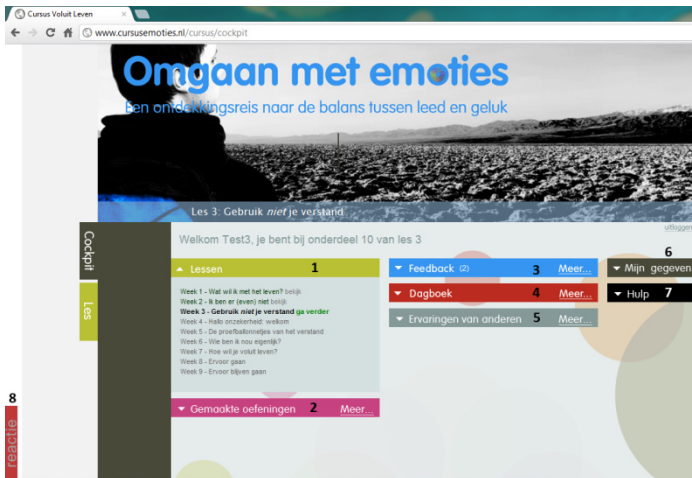 Cursus Voluit Leven
www.cursusemoties.nl/cursus/cockpit
Omgaan met emoties
Een ontdekkingsreis naar de balans tussen leed en geluk
Les 3: Gebruik niet je verstand
uitloggen
Cockpit
Les
Welkom Test3, je bent bij onderdeel 10 van les 3
6
Lessen 1
Feedback (2) 3 Meer...
Mijn gegeven
Dagboek 4 Meer...
Hulp 7
Ervaringen van anderen 5 Meer...
Week 1 - Wat wil ik met het leven? bekijk
Week 2 - Ik ben er (even) niet bekijk
Week 3 - Gebruik niet je verstand ga verder
Week 4 - Hallo onzekerheid: welkom
Week 5 - De proefballonnetjes van het verstand
Week 6 - Wie ben ik nou eigenlijk?
Week 7 - Hoe wil je voluit leven?
Week 8 - Ervoor gaan
Week 9 - Ervoor blijven gaan
Gemaakte oefeningen 2 Meer...
8
reactie